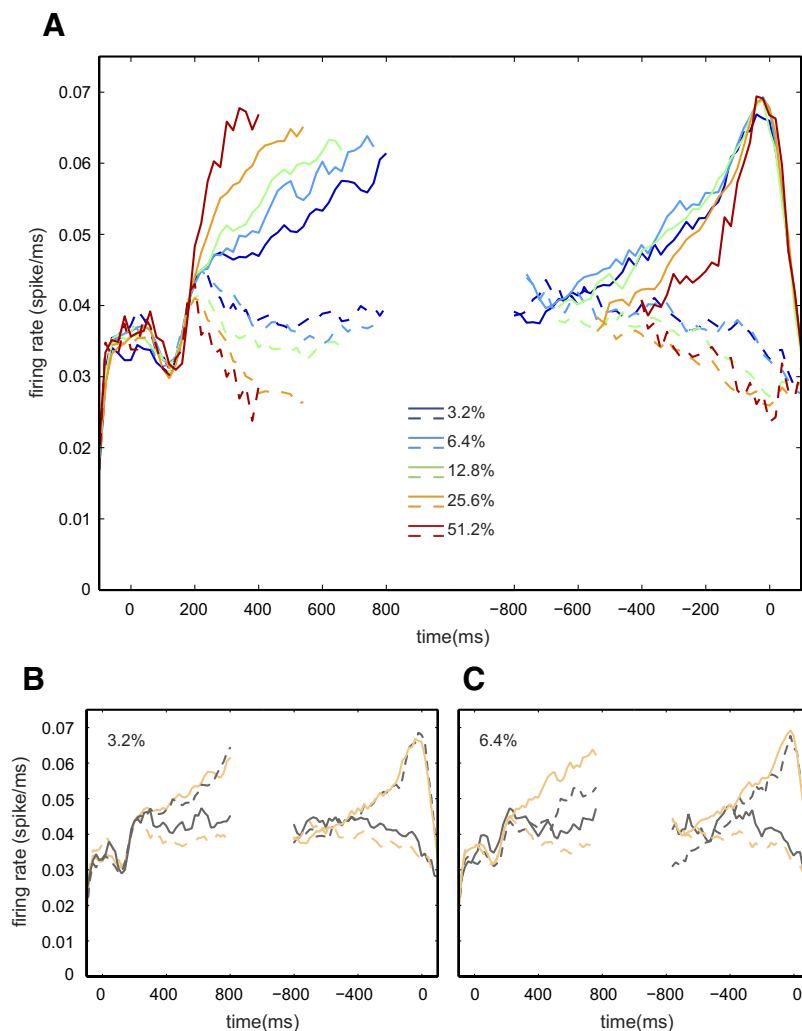 A
0.07
0.06
0.05
0.04
0.03
0.02
0.01
0
firing rate (spike/ms)
3.2%
6.4%
12.8%
25.6%
51.2%
0 200 400 600 800 −800 −600 −400 −200 0
time(ms)
B
3.2%
0.07
0.06
0.05
0.04
0.03
0.02
0.01
0
firing rate (spike/ms)
0 400 800 −800 −400 0
time(ms)
C
6.4%
0 400 800 −800 −400 0
time(ms)